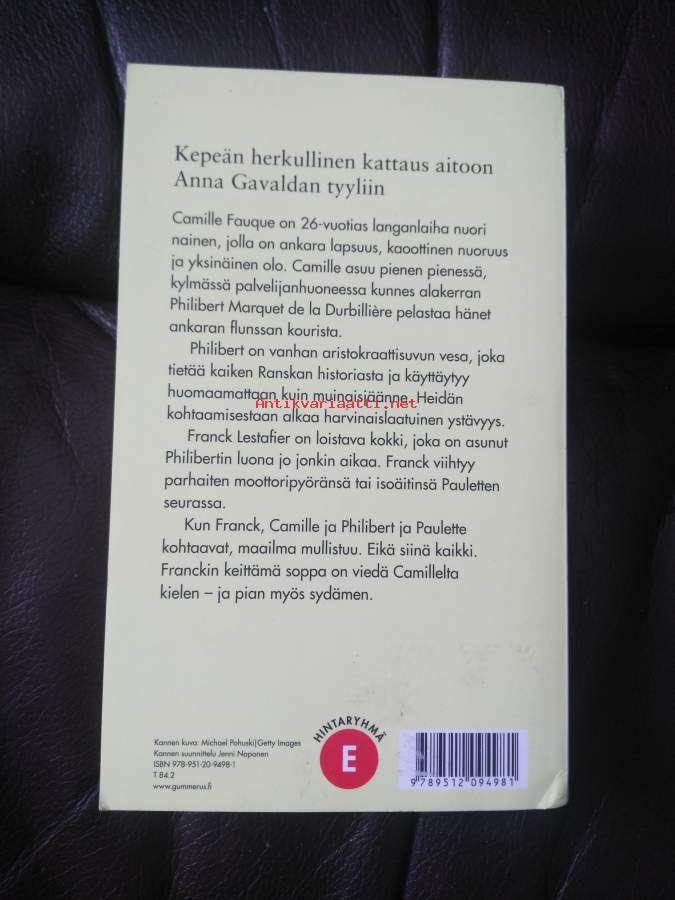 Kepeän herkullinen kattaus aitoon
Anna Gavaldan tyyliin
Camille Fauque on 26-vuotias langanlaiha nuori
nainen, jolla on ankara lapsuus, kaoottinen nuoruus
ja yksinäinen olo. Camille asuu pienen pienessä,
kylmässä palvelijanhuoneessa kunnes alakerran
Philibert Marquet de la Durbillière pelastaa hänet
ankaran flunssan kourista.
Philibert on vanhan aristokraattisuvun vesa, joka
tietää kaiken Ranskan historiasta ja käyttäytyy
huomaamattaan kuin muinaisjäänne. Heidän
Antikvariaatti.net
kohtaamisestaan alkaa harvinaislaatuinen ystävyys.
Franck Lestafier on loistava kokki, joka on asunut
Philibertin luona jo jonkin aikaa. Franck viihtyy
parhaiten moottoripyöränsä tai isoäitinsä Pauletten
seurassa.
Kun Franck, Camille ja Philibert ja Paulette
kohtaavat, maailma mullistuu. Eikä siinä kaikki.
Franckin keittämä soppa on viedä Camillelta
kielen – ja pian myös sydämen.
Kannen kuva: Michael Pohuski/Getty Images
Kannen suunnittelu Jenni Noponen
ISBN 978-951-20-9498-1
T 84.2
www.gummerus.fi
HINTARYHMÄ
E
9 789512 094981